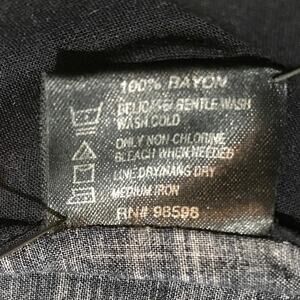 100% RAYON
DELICATE/GENTLE WASH
WASH COLD
ONLY NON-CHLORINE
BLEACH WHEN NEEDED
LINE DRY/HANG DRY
MEDIUM IRON
RN# 98598